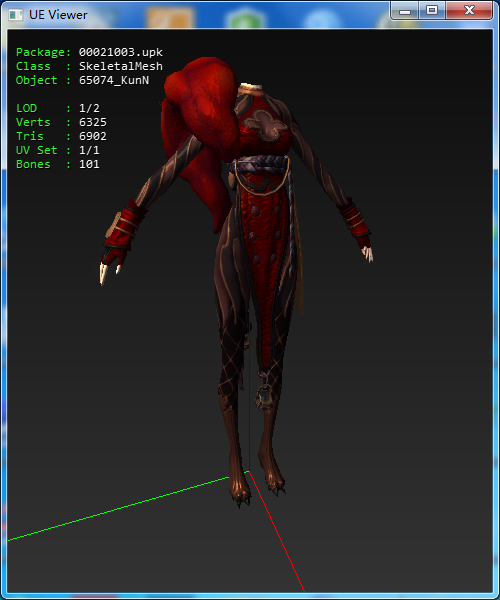 UE Viewer
Package: 00021003.upk
Class : SkeletalMesh
Object : 65074_KunN
LOD : 1/2
Verts : 6325
Tris : 6902
UV Set : 1/1
Bones : 101